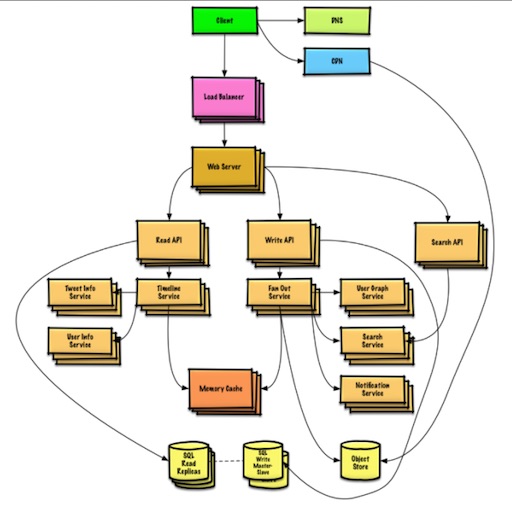 Client
DNS
CDN
Load Balancer
Web Server
Read API
Write API
Search API
Tweet Info
Service
Timeline
Service
Fan Out
Service
User Graph
Service
User Info
Service
Search
Service
Memory Cache
Notification
Service
SQL
Read
Replicas
SQL
Write
Master-
Slave
Object
Store